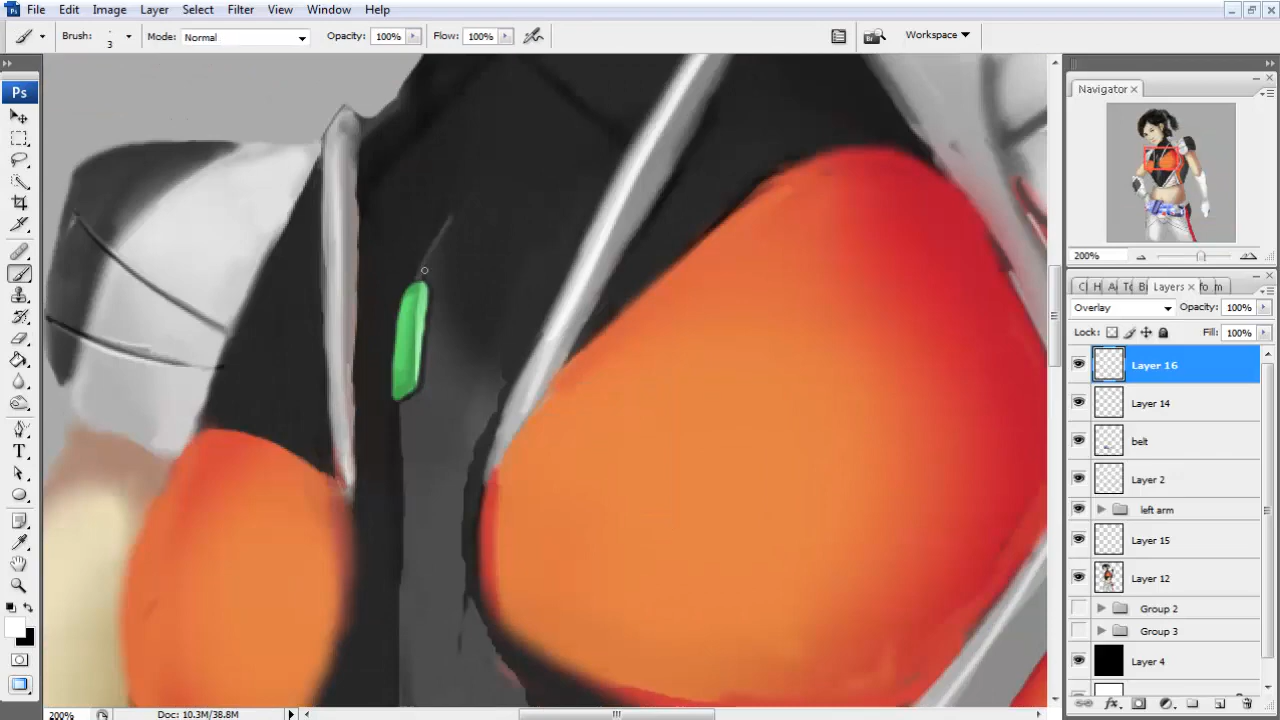 File Edit Image Layer Select Filter View Window Help
Brush: 3 Mode: Normal Opacity: 100% Flow: 100% Workspace
Ps
Navigator
200%
Layers
Overlay Opacity: 100%
Lock: Fill: 100%
Layer 16
Layer 14
belt
Layer 2
left arm
Layer 15
Layer 12
Group 2
Group 3
Layer 4
200% Doc: 10.3M/38.8M